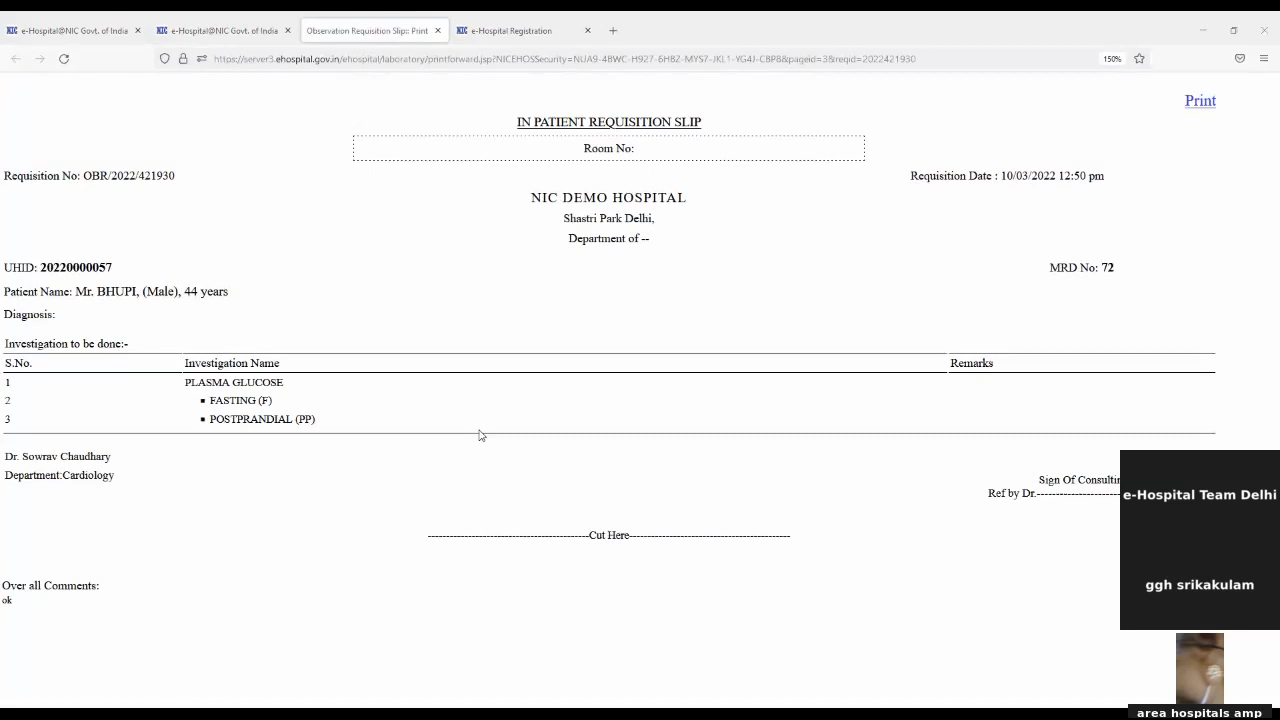 e-Hospital@NIC Govt. of India
e-Hospital@NIC Govt. of India
Observation Requisition Slip:: Print
e-Hospital Registration
https://server3.ehospital.gov.in/ehospital/laboratory/printforward.jsp?NICEHOSSecurity=NUA9-4BWC-H927-6HBZ-MYS7-JKL1-YG4J-CBPB&pageid=3&reqid=2022421930
150%
Print
IN PATIENT REQUISITION SLIP
Room No:
Requisition No: OBR/2022/421930
Requisition Date : 10/03/2022 12:50 pm
NIC DEMO HOSPITAL
Shastri Park Delhi,
Department of --
UHID: 20220000057
MRD No: 72
Patient Name: Mr. BHUPI, (Male), 44 years
Diagnosis:
Investigation to be done:-
S.No. Investigation Name Remarks
1 PLASMA GLUCOSE
2 ▪ FASTING (F)
3 ▪ POSTPRANDIAL (PP)
Dr. Sowrav Chaudhary
Department:Cardiology
Sign Of Consultin
Ref by Dr.----------------------
---------------------------------------------Cut Here---------------------------------------------
Over all Comments:
ok
e-Hospital Team Delhi
ggh srikakulam
area hospitals amp